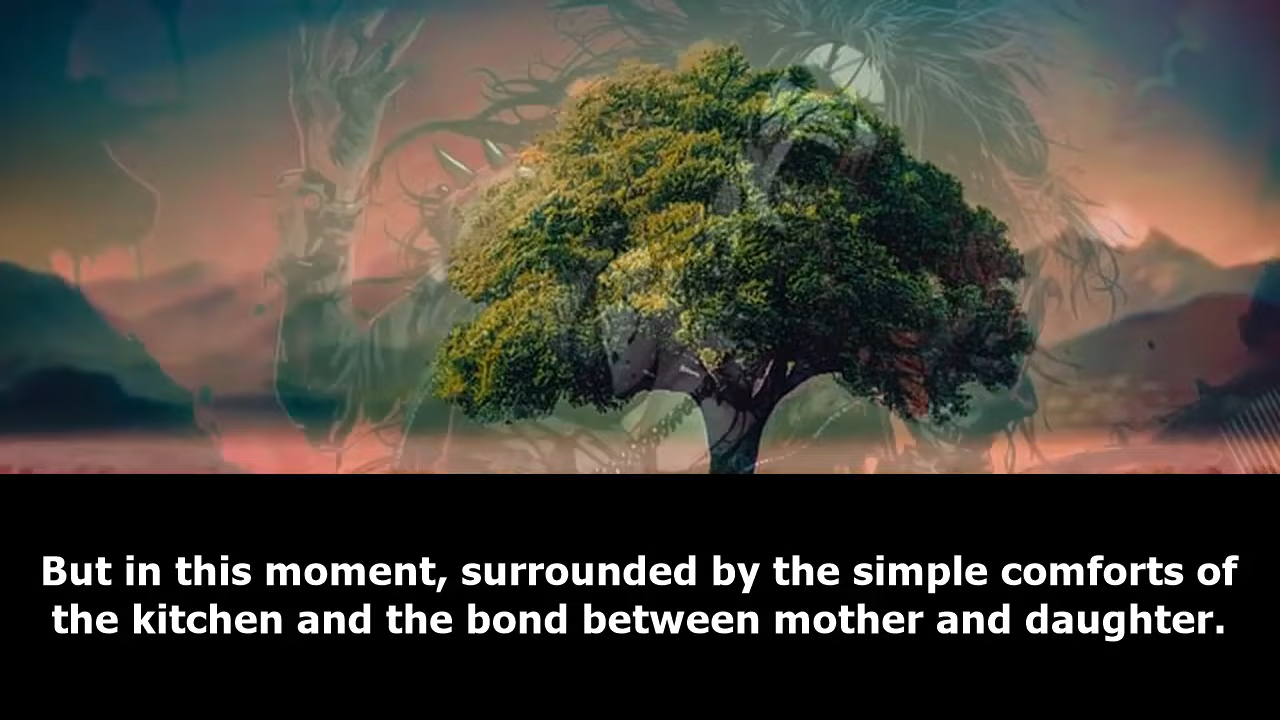 But in this moment, surrounded by the simple comforts of
the kitchen and the bond between mother and daughter.